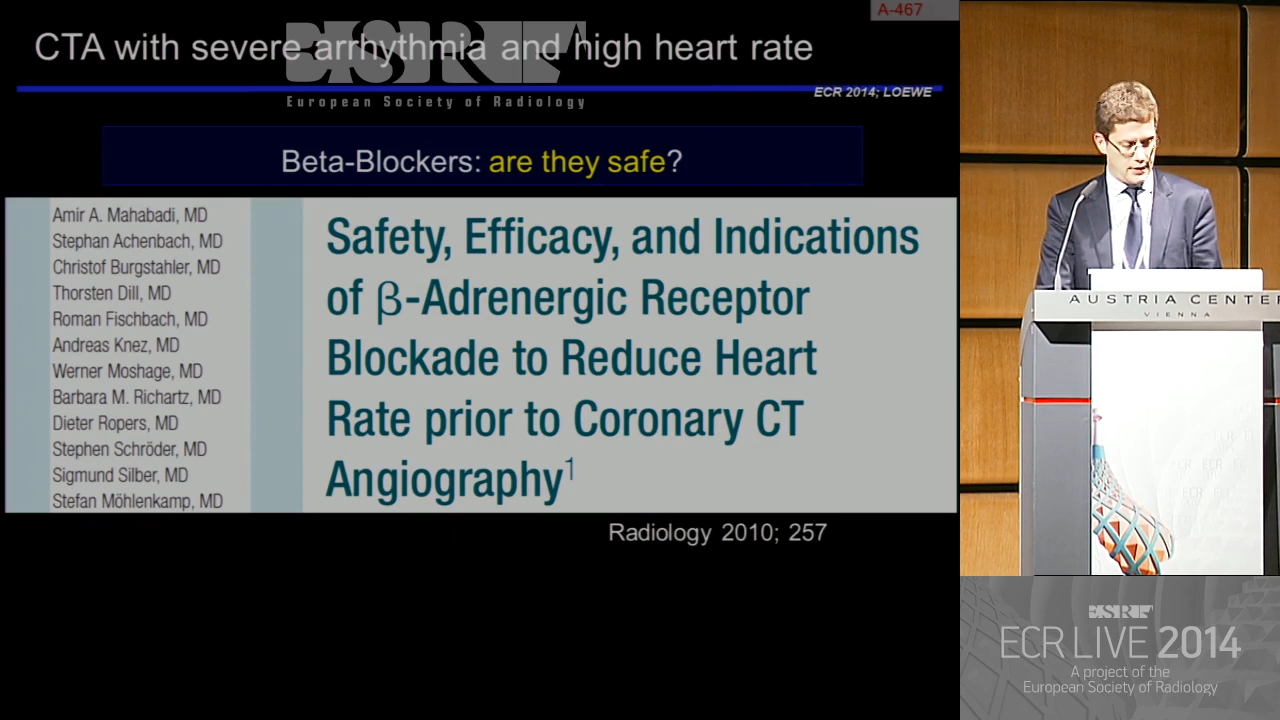 A-467
CTA with severe arrhythmia and high heart rate
ESR
European Society of Radiology
ECR 2014; LOEWE
Beta-Blockers: are they safe?
Amir A. Mahabadi, MD
Stephan Achenbach, MD
Christof Burgstahler, MD
Thorsten Dill, MD
Roman Fischbach, MD
Andreas Knez, MD
Werner Moshage, MD
Barbara M. Richartz, MD
Dieter Ropers, MD
Stephen Schröder, MD
Sigmund Silber, MD
Stefan Möhlenkamp, MD
Safety, Efficacy, and Indications
of β-Adrenergic Receptor
Blockade to Reduce Heart
Rate prior to Coronary CT
Angiography¹
Radiology 2010; 257
AUSTRIA CENTER
VIENNA
ESR
ECR LIVE 2014
A project of the
European Society of Radiology